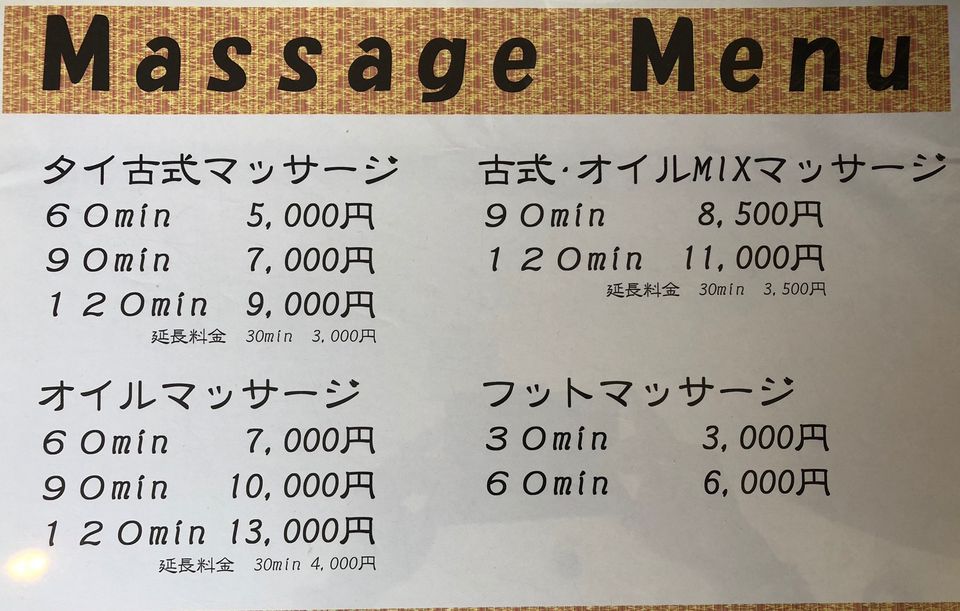 Massage Menu
タイ古式マッサージ
６０min 5,000円
９０min 7,000円
１２０min 9,000円
延長料金 30min 3,000円
オイルマッサージ
６０min 7,000円
９０min 10,000円
１２０min 13,000円
延長料金 30min 4,000円
古式・オイルMIXマッサージ
９０min 8,500円
１２０min 11,000円
延長料金 30min 3,500円
フットマッサージ
３０min 3,000円
６０min 6,000円